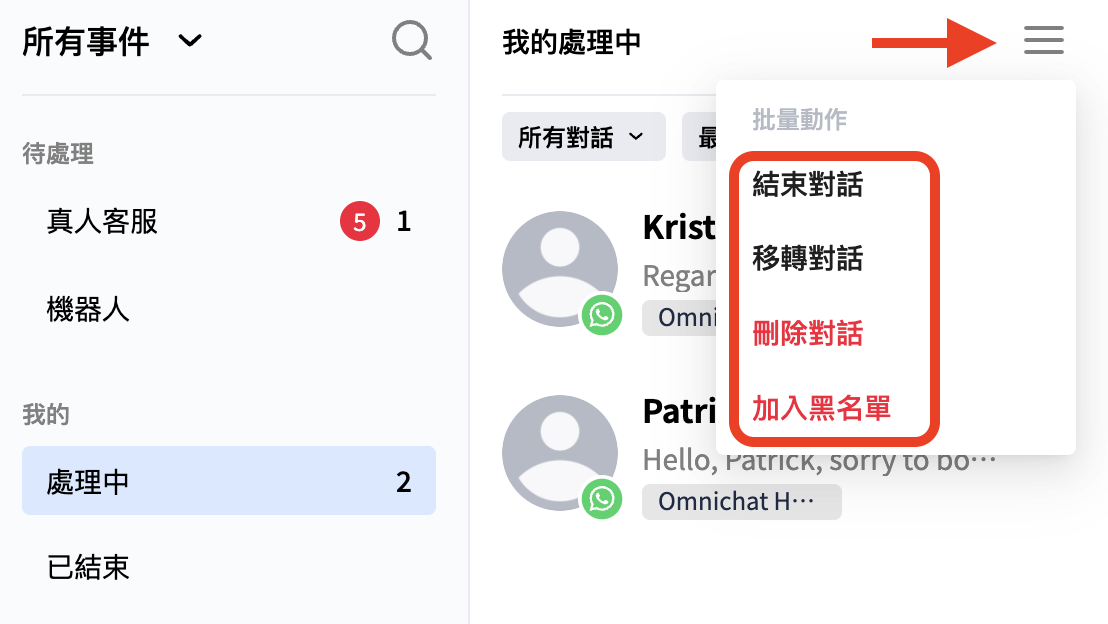 所有事件
待處理
真人客服 5 1
機器人
我的
處理中 2
已結束
我的處理中
所有對話
最
批量動作
結束對話
移轉對話
刪除對話
加入黑名單
Krist
Regar
Omni
Patri
Hello, Patrick, sorry to bo…
Omnichat H…